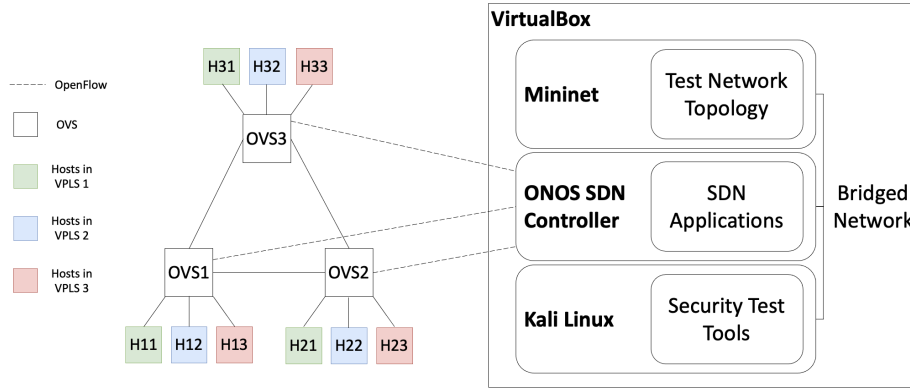 OpenFlow
OVS
Hosts in
VPLS 1
Hosts in
VPLS 2
Hosts in
VPLS 3
H31 H32 H33
OVS3
OVS1 OVS2
H11 H12 H13 H21 H22 H23
VirtualBox
Mininet
Test Network
Topology
ONOS SDN
Controller
SDN
Applications
Kali Linux
Security Test
Tools
Bridged
Network